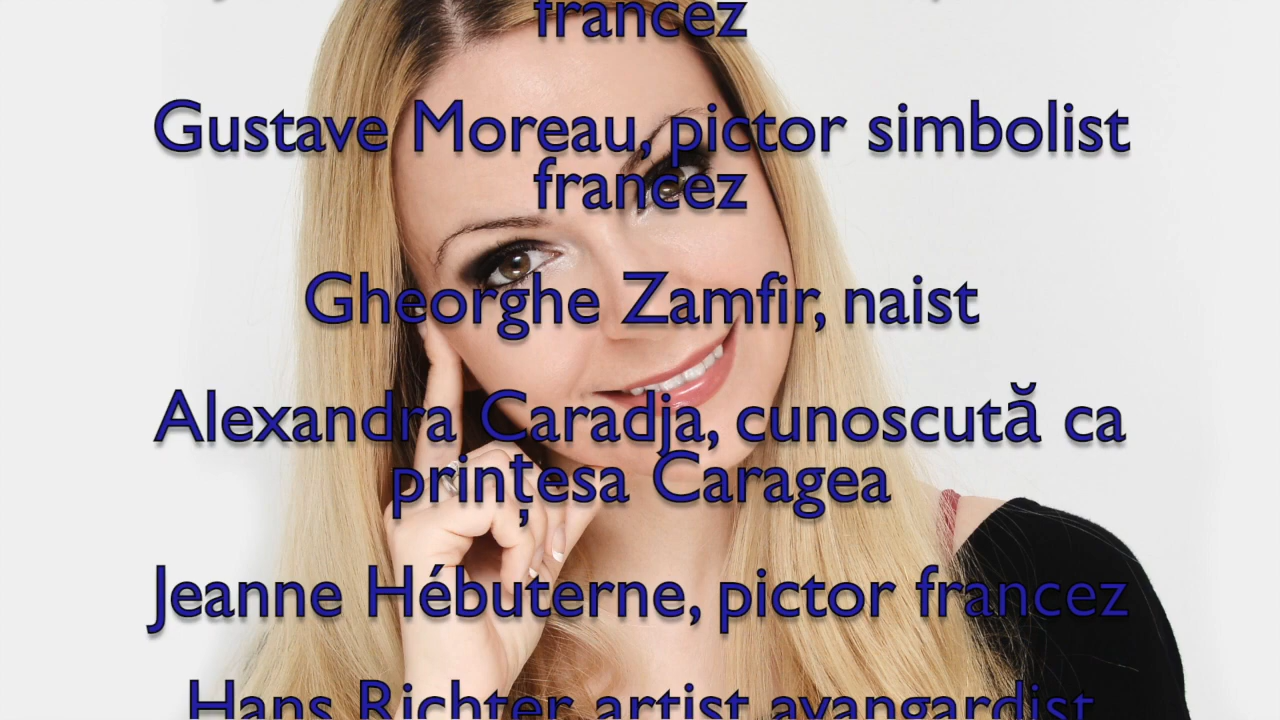 francez
Gustave Moreau, pictor simbolist
francez
Gheorghe Zamfir, naist
Alexandra Caradja, cunoscută ca
prințesa Caragea
Jeanne Hébuterne, pictor francez
Hans Richter, artist avangardist